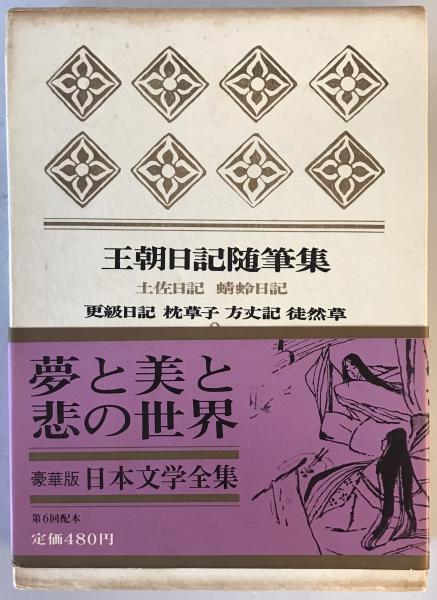 王朝日記随筆集
土佐日記 蜻蛉日記
更級日記 枕草子 方丈記 徒然草
夢と美と
悲の世界
豪華版 日本文学全集
第6回配本
定価480円